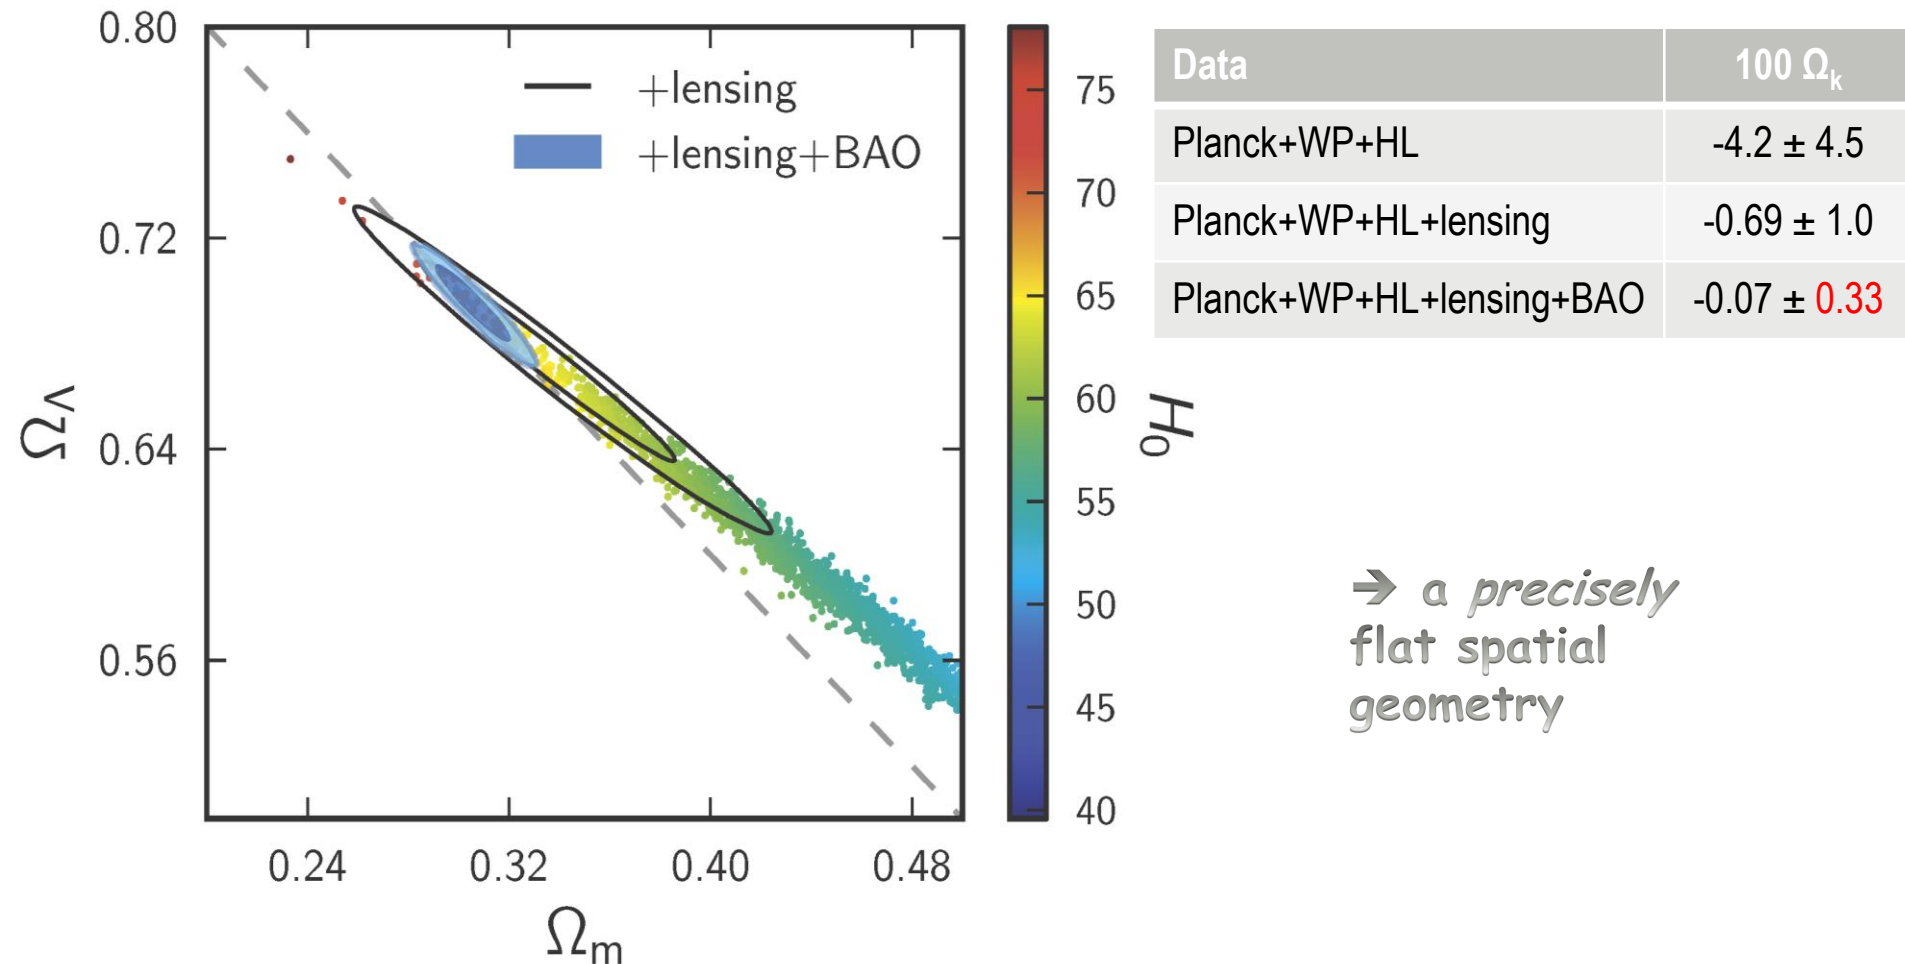 0.80
0.72
0.64
0.56
Ω_Λ
0.24 0.32 0.40 0.48
Ω_m
+lensing
+lensing+BAO
75
70
65
60
55
50
45
40
H_0
Data 100 Ω_k
Planck+WP+HL -4.2 ± 4.5
Planck+WP+HL+lensing -0.69 ± 1.0
Planck+WP+HL+lensing+BAO -0.07 ± 0.33
➔ a precisely
flat spatial
geometry